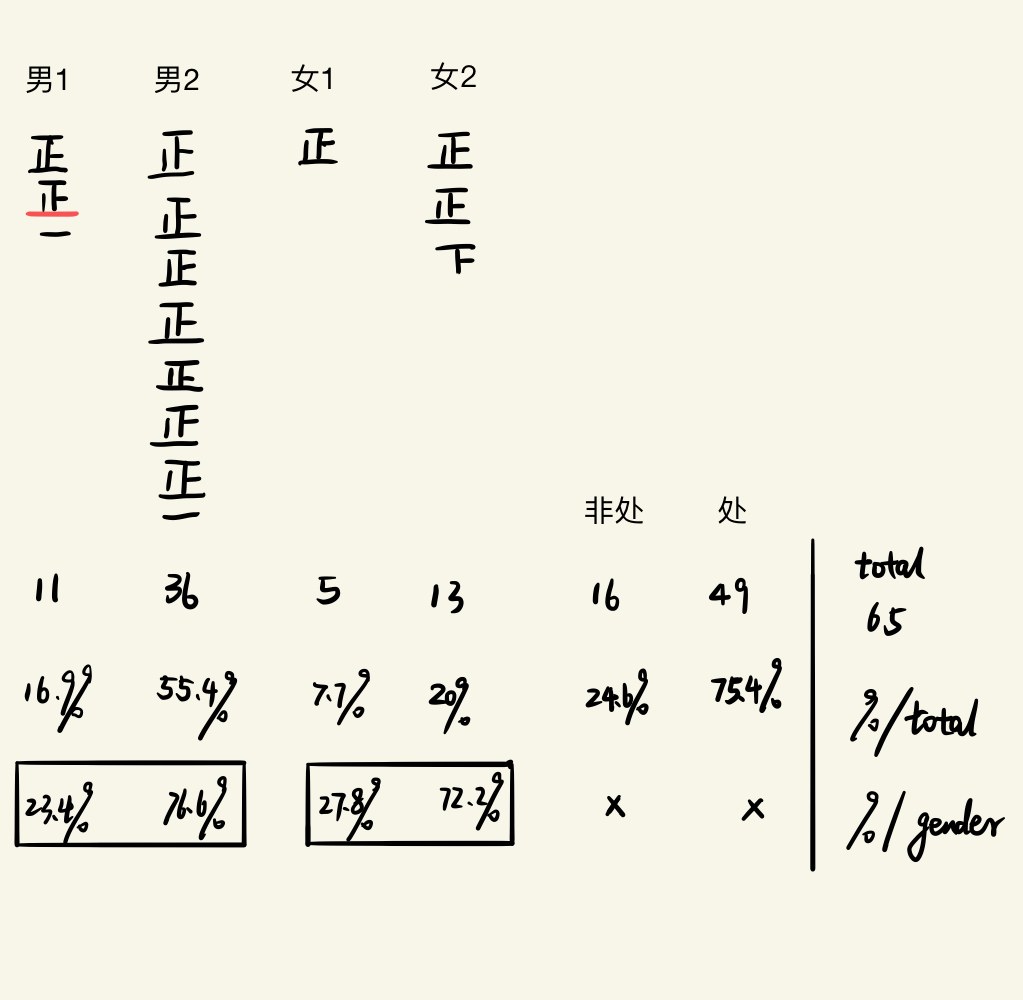 男1 男2 女1 女2
正 正 正 正
正 正 正
一 正 下
正
正
正
正
一
非处 处
11 36 5 13 16 49 total 65
16.9% 55.4% 7.7% 20% 24.6% 75.4% %/total
23.4% 76.6% 27.8% 72.2% x x %/gender